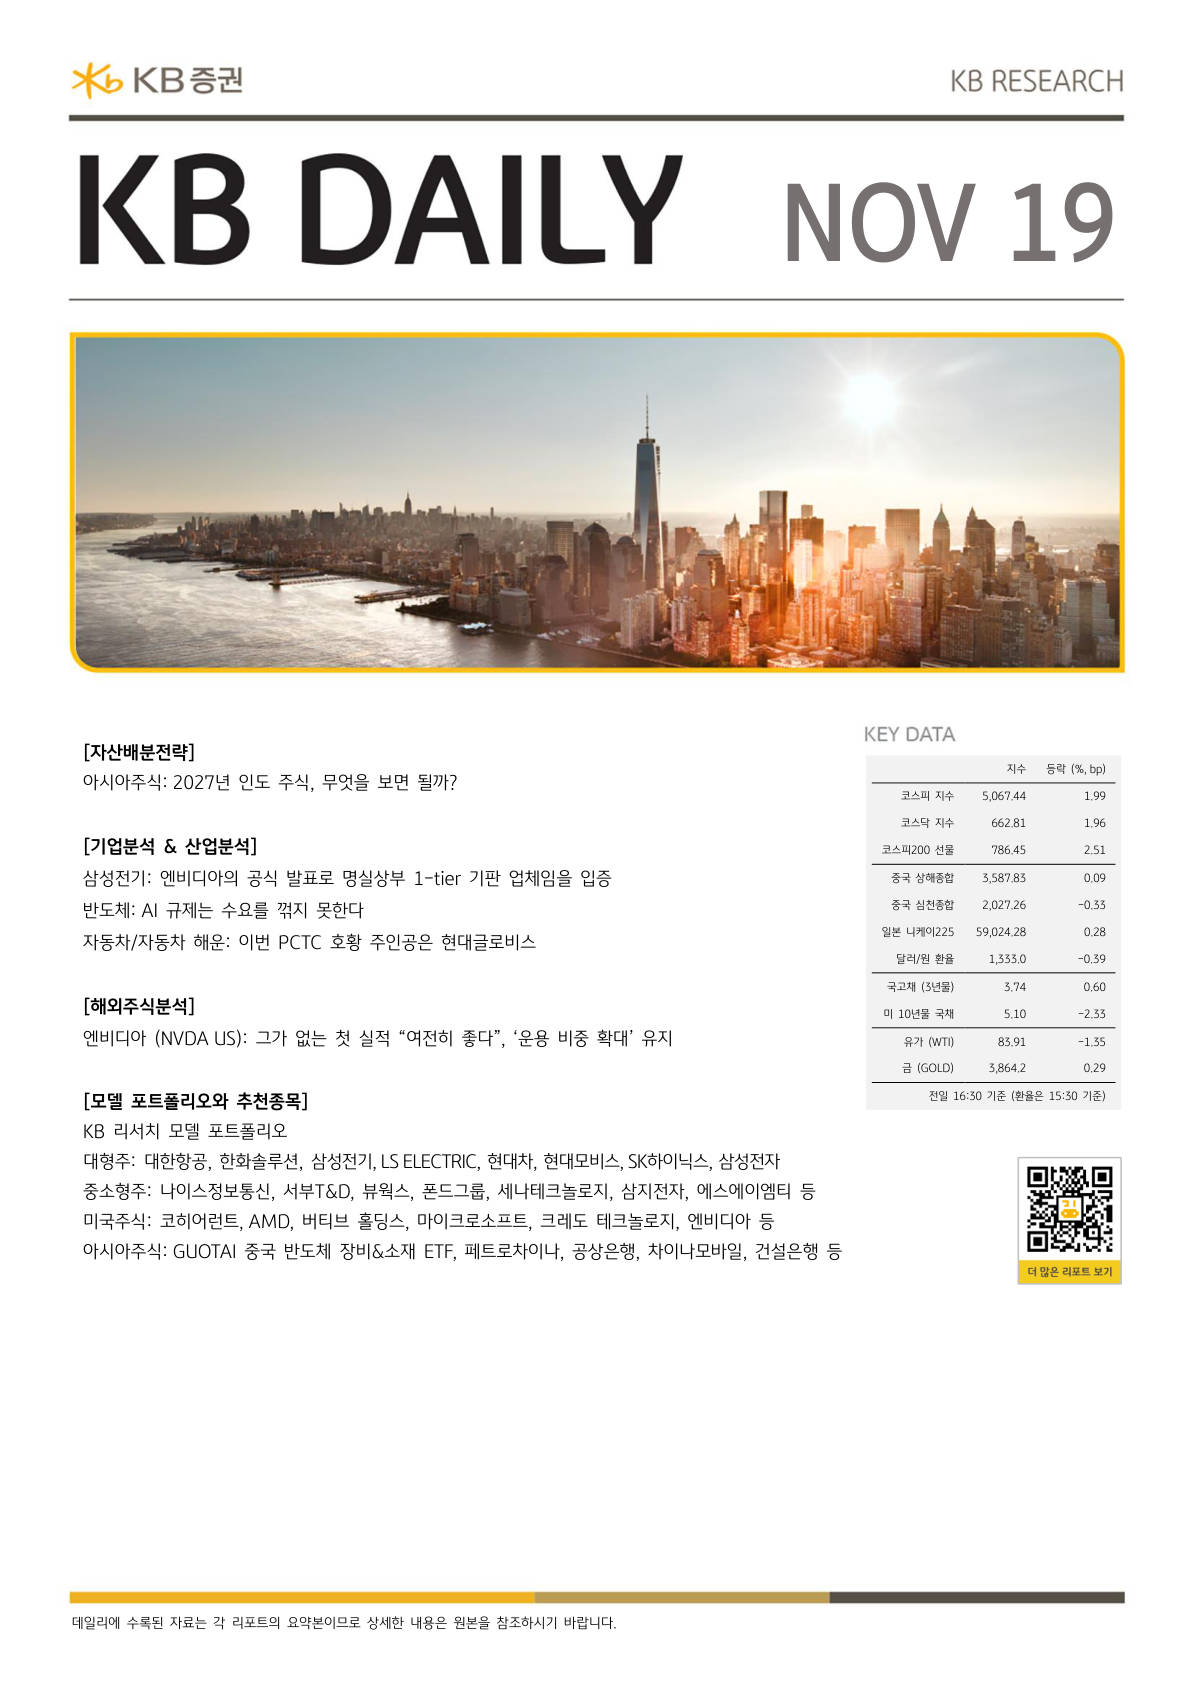 KB증권
KB RESEARCH
KB DAILY NOV 19
[자산배분전략]
아시아주식: 2027년 인도 주식, 무엇을 보면 될까?
[기업분석 & 산업분석]
삼성전기: 엔비디아의 공식 발표로 명실상부 1-tier 기판 업체임을 입증
반도체: AI 규제는 수요를 꺾지 못한다
자동차/자동차 해운: 이번 PCTC 호황 주인공은 현대글로비스
[해외주식분석]
엔비디아 (NVDA US): 그가 없는 첫 실적 “여전히 좋다”, ‘운용 비중 확대’ 유지
[모델 포트폴리오와 추천종목]
KB 리서치 모델 포트폴리오
대형주: 대한항공, 한화솔루션, 삼성전기, LS ELECTRIC, 현대차, 현대모비스, SK하이닉스, 삼성전자
중소형주: 나이스정보통신, 서부T&D, 뷰웍스, 폰드그룹, 세나테크놀로지, 삼지전자, 에스에이엠티 등
미국주식: 코히어런트, AMD, 버티브 홀딩스, 마이크로소프트, 크레도 테크놀로지, 엔비디아 등
아시아주식: GUOTAI 중국 반도체 장비&소재 ETF, 페트로차이나, 공상은행, 차이나모바일, 건설은행 등
KEY DATA
지수 등락 (%, bp)
코스피 지수 5,067.44 1.99
코스닥 지수 662.81 1.96
코스피200 선물 786.45 2.51
중국 상해종합 3,587.83 0.09
중국 심천종합 2,027.26 -0.33
일본 니케이225 59,024.28 0.28
달러/원 환율 1,333.0 -0.39
국고채 (3년물) 3.74 0.60
미 10년물 국채 5.10 -2.33
유가 (WTI) 83.91 -1.35
금 (GOLD) 3,864.2 0.29
전일 16:30 기준 (환율은 15:30 기준)
더 많은 리포트 보기
데일리에 수록된 자료는 각 리포트의 요약본이므로 상세한 내용은 원본을 참조하시기 바랍니다.